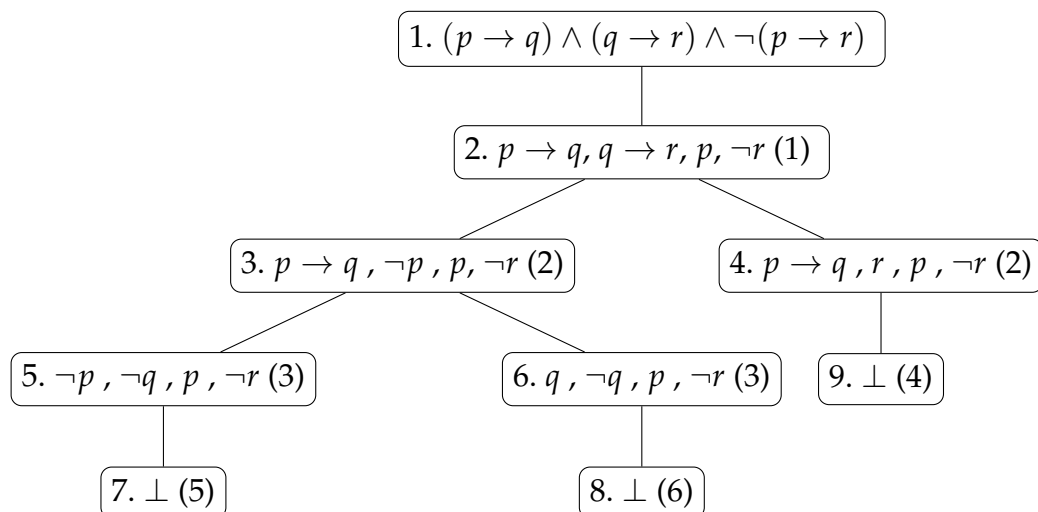 1. (p → q) ∧ (q → r) ∧ ¬(p → r)
2. p → q, q → r, p, ¬r (1)
3. p → q , ¬p , p, ¬r (2)
4. p → q , r , p , ¬r (2)
5. ¬p , ¬q , p , ¬r (3)
6. q , ¬q , p , ¬r (3)
9. ⊥ (4)
7. ⊥ (5)
8. ⊥ (6)